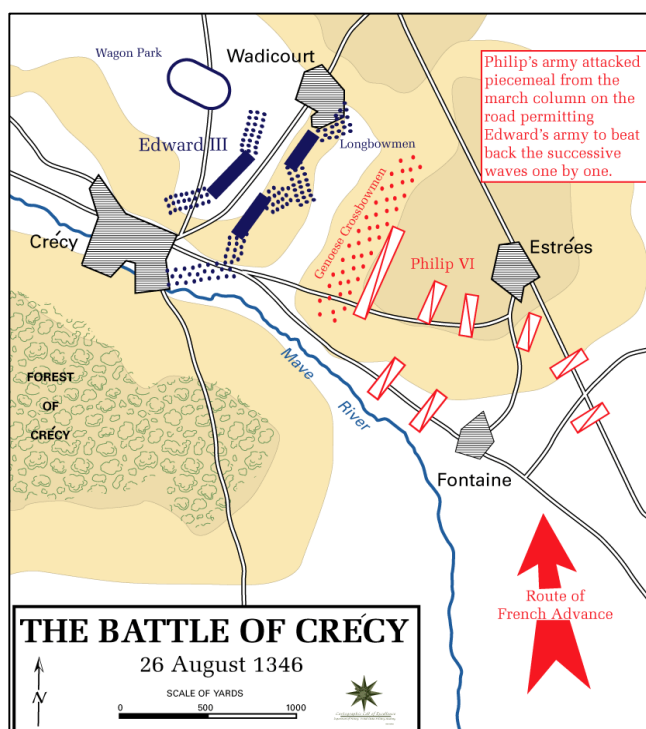 Wagon Park
Wadicourt
Philip's army attacked
piecemeal from the
march column on the
road permitting
Edward's army to beat
back the successive
waves one by one.
Edward III
Longbowmen
Genoese Crossbowmen
Crécy
Philip VI
Estrées
Mave
River
FOREST
OF
CRÉCY
Fontaine
Route of
French Advance
THE BATTLE OF CRÉCY
26 August 1346
N
SCALE OF YARDS
0 500 1000